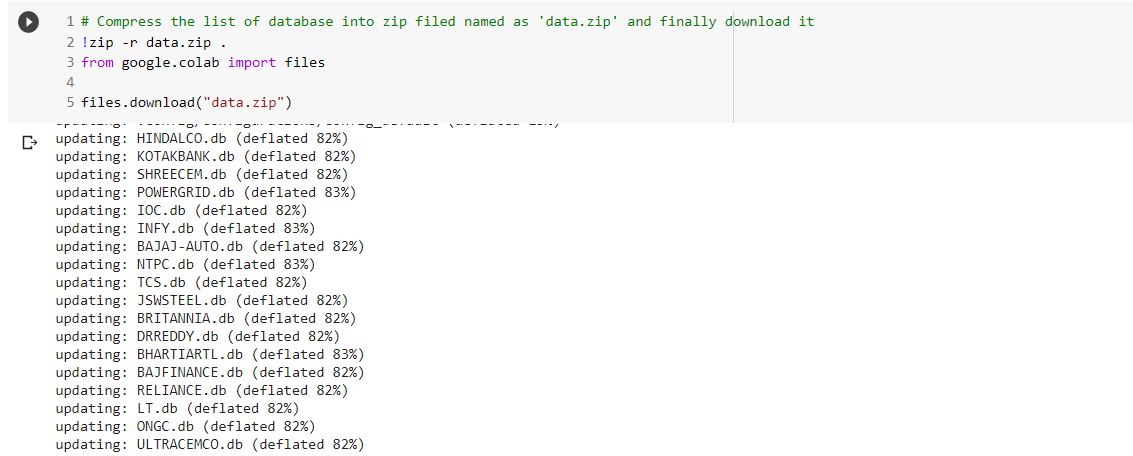 1 # Compress the list of database into zip filed named as 'data.zip' and finally download it
2 !zip -r data.zip .
3 from google.colab import files
4
5 files.download("data.zip")
updating: HINDALCO.db (deflated 82%)
updating: KOTAKBANK.db (deflated 82%)
updating: SHREECEM.db (deflated 82%)
updating: POWERGRID.db (deflated 83%)
updating: IOC.db (deflated 82%)
updating: INFY.db (deflated 83%)
updating: BAJAJ-AUTO.db (deflated 82%)
updating: NTPC.db (deflated 83%)
updating: TCS.db (deflated 82%)
updating: JSWSTEEL.db (deflated 82%)
updating: BRITANNIA.db (deflated 82%)
updating: DRREDDY.db (deflated 82%)
updating: BHARTIARTL.db (deflated 83%)
updating: BAJFINANCE.db (deflated 82%)
updating: RELIANCE.db (deflated 82%)
updating: LT.db (deflated 82%)
updating: ONGC.db (deflated 82%)
updating: ULTRACEMCO.db (deflated 82%)